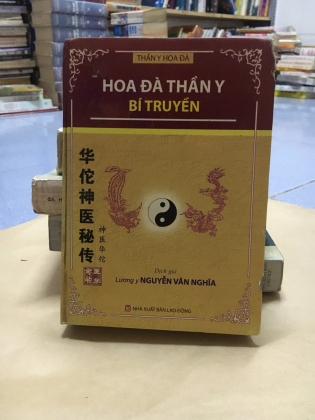 THẦN Y HOA ĐÀ
HOA ĐÀ THẦN Y
BÍ TRUYỀN
华佗神医秘传
神医华佗
Dịch giả
Lương y NGUYỄN VĂN NGHĨA
NHÀ XUẤT BẢN LAO ĐỘNG